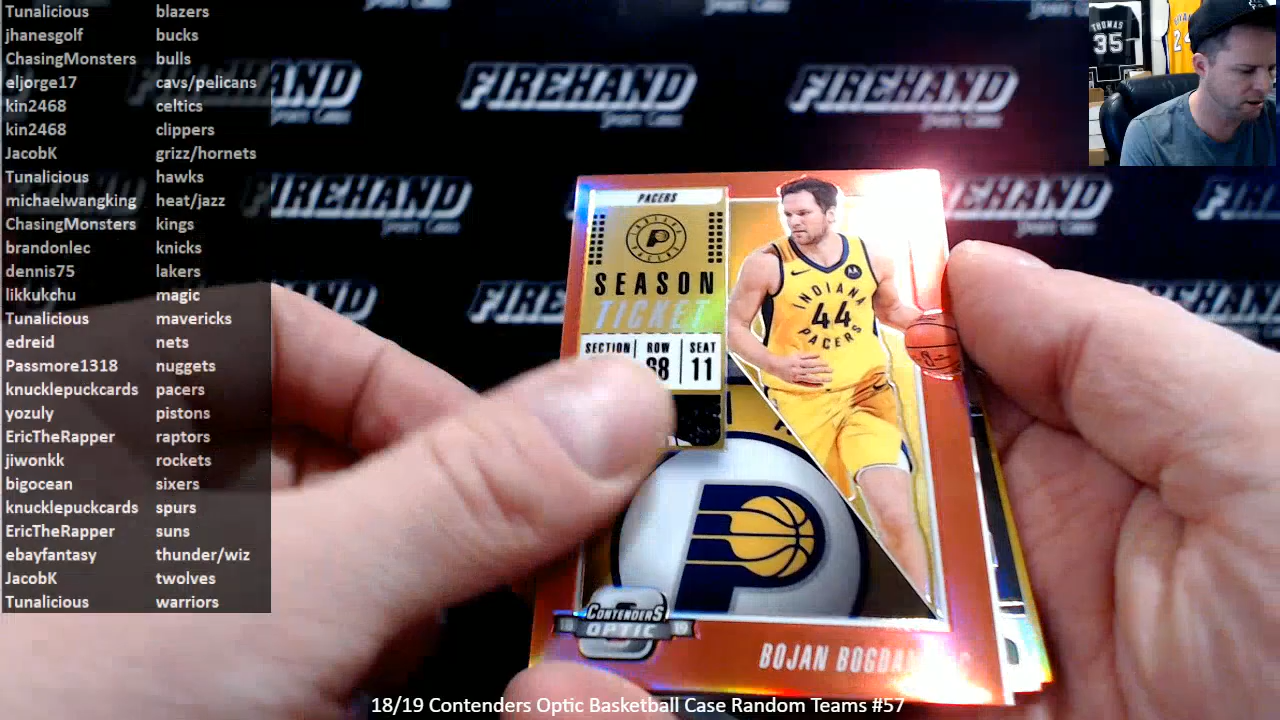 Tunalicious blazers
jhanesgolf bucks
ChasingMonsters bulls
eljorge17 cavs/pelicans
kin2468 celtics
kin2468 clippers
JacobK grizz/hornets
Tunalicious hawks
michaelwangking heat/jazz
ChasingMonsters kings
brandonlec knicks
dennis75 lakers
likkukchu magic
Tunalicious mavericks
edreid nets
Passmore1318 nuggets
knucklepuckcards pacers
yozuly pistons
EricTheRapper raptors
jiwonkk rockets
bigocean sixers
knucklepuckcards spurs
EricTheRapper suns
ebayfantasy thunder/wiz
JacobK twolves
Tunalicious warriors
THOMAS
35
FIREHAND
FIREHAND
FIREHAND
FIREHAND
PACERS
SEASON
TICKET
SECTION ROW SEAT
68 11
INDIANA
44
PACERS
CONTENDERS
OPTIC
BOJAN
18/19 Contenders Optic Basketball Case Random Teams #57